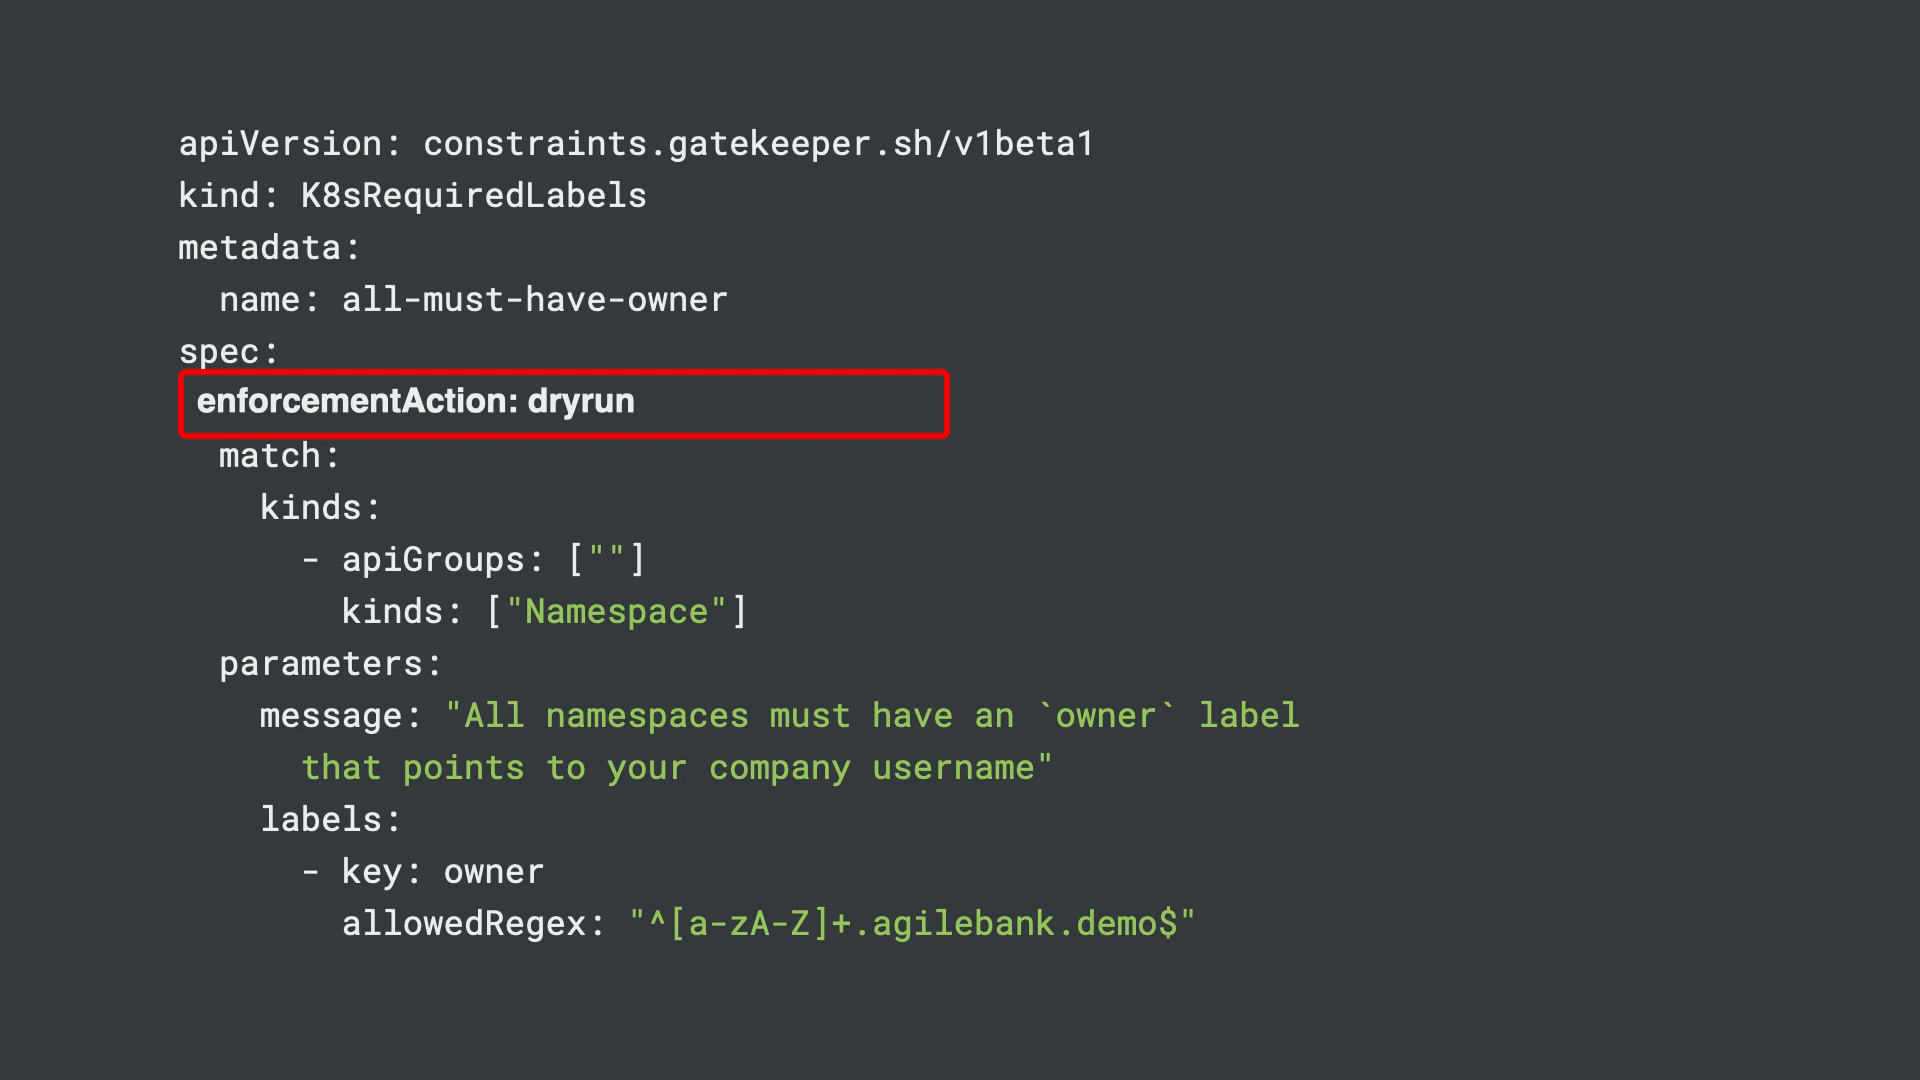 apiVersion: constraints.gatekeeper.sh/v1beta1
kind: K8sRequiredLabels
metadata:
  name: all-must-have-owner
spec:
enforcementAction: dryrun
  match:
    kinds:
      - apiGroups: [""]
        kinds: ["Namespace"]
  parameters:
    message: "All namespaces must have an `owner` label
      that points to your company username"
    labels:
      - key: owner
        allowedRegex: "^[a-zA-Z]+.agilebank.demo$"